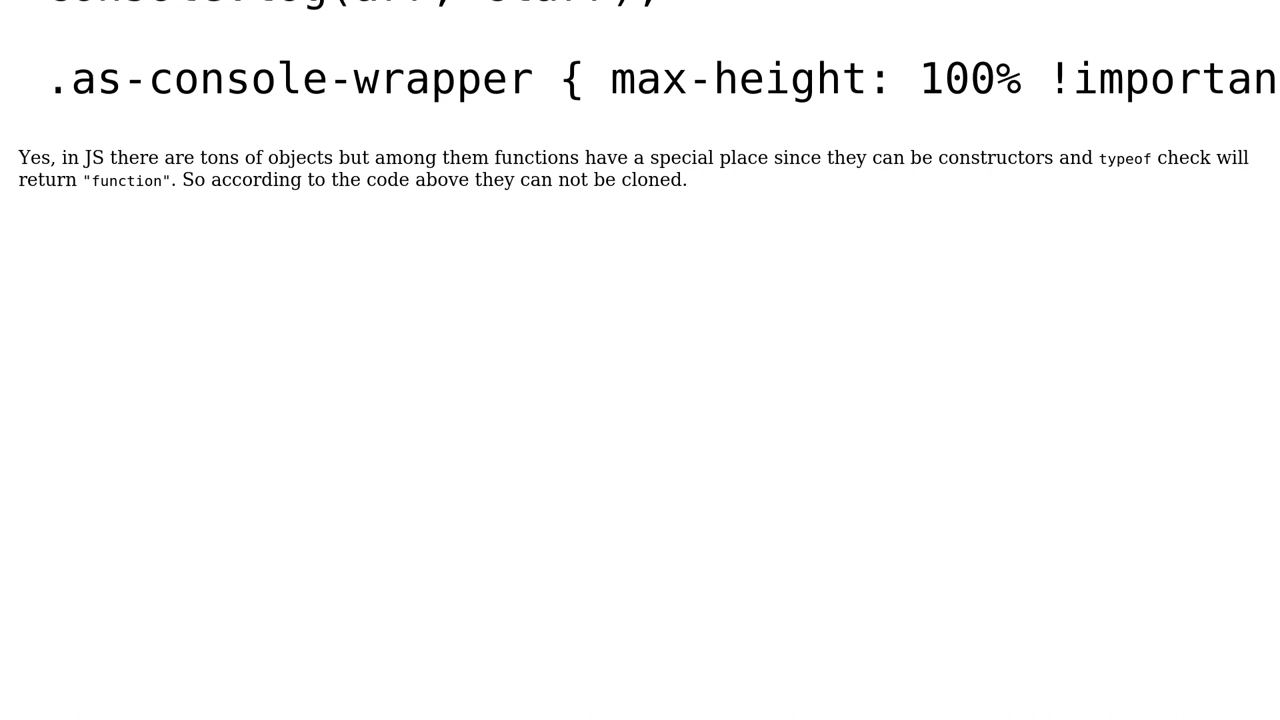 .as-console-wrapper { max-height: 100% !importan
Yes, in JS there are tons of objects but among them functions have a special place since they can be constructors and typeof check will
return "function". So according to the code above they can not be cloned.